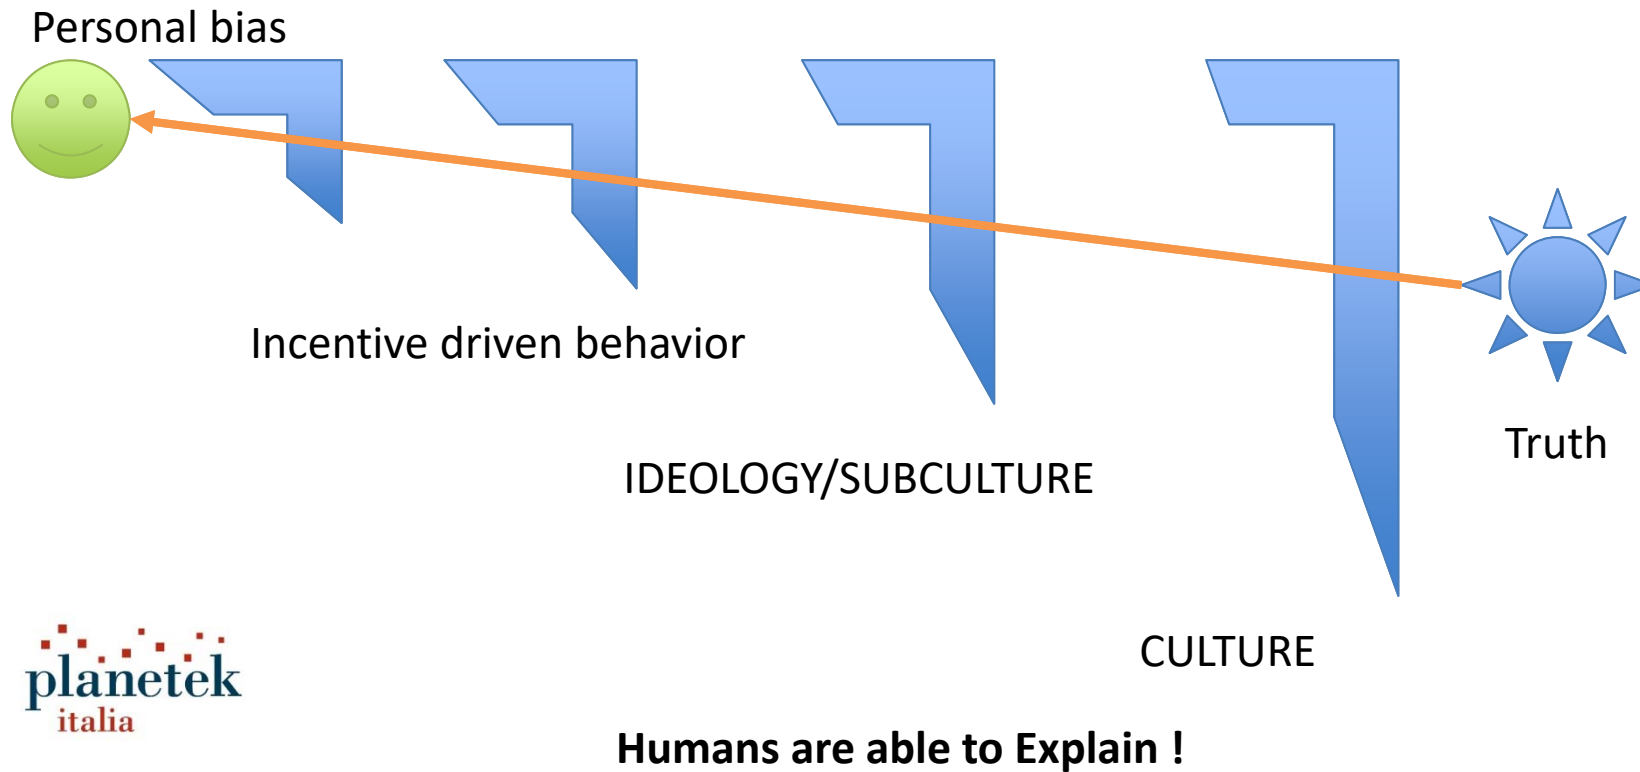 Personal bias
Incentive driven behavior
IDEOLOGY/SUBCULTURE
Truth
CULTURE
planetek
italia
Humans are able to Explain !